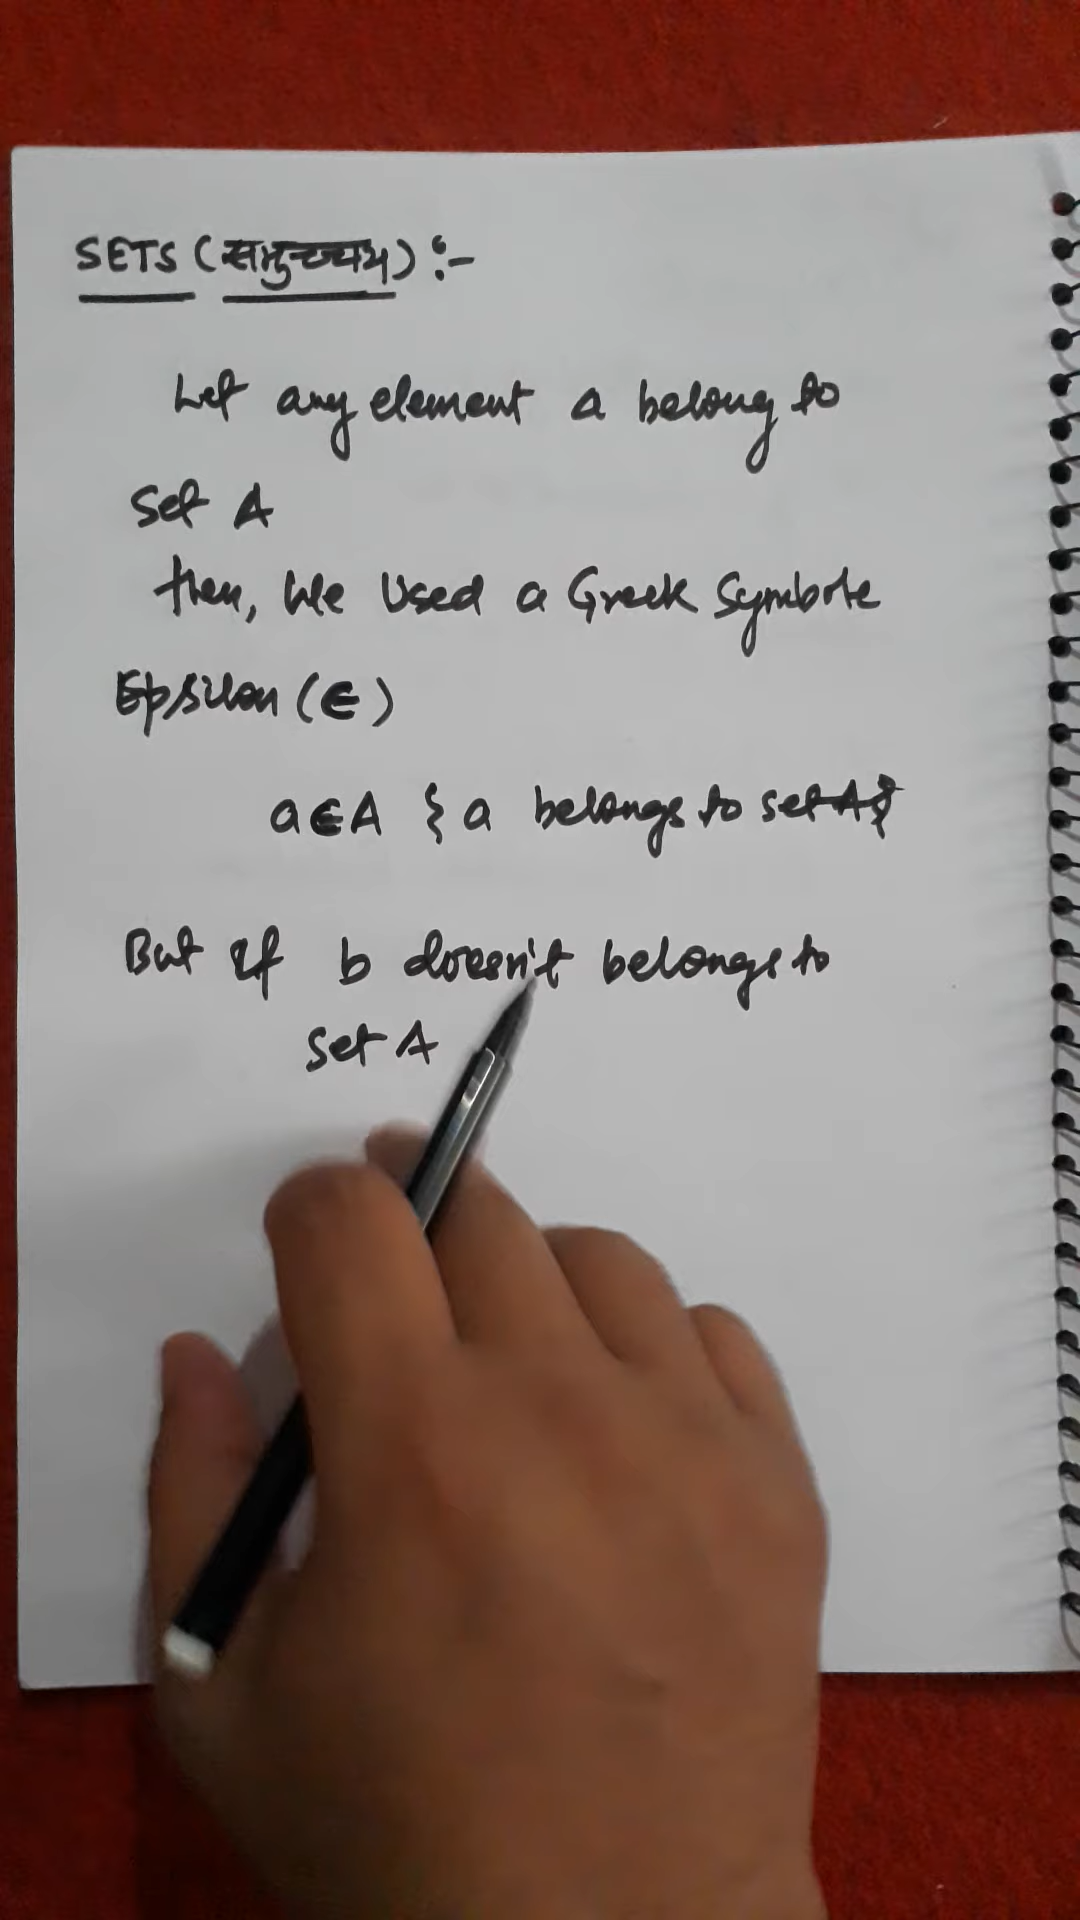 SETS (समुच्चय) :-
Let any element a belong to
Set A
then, We Used a Greek Symbole
Epsilon (∈)
a∈A { a belongs to set A }
But if b doesn't belongs to
set A